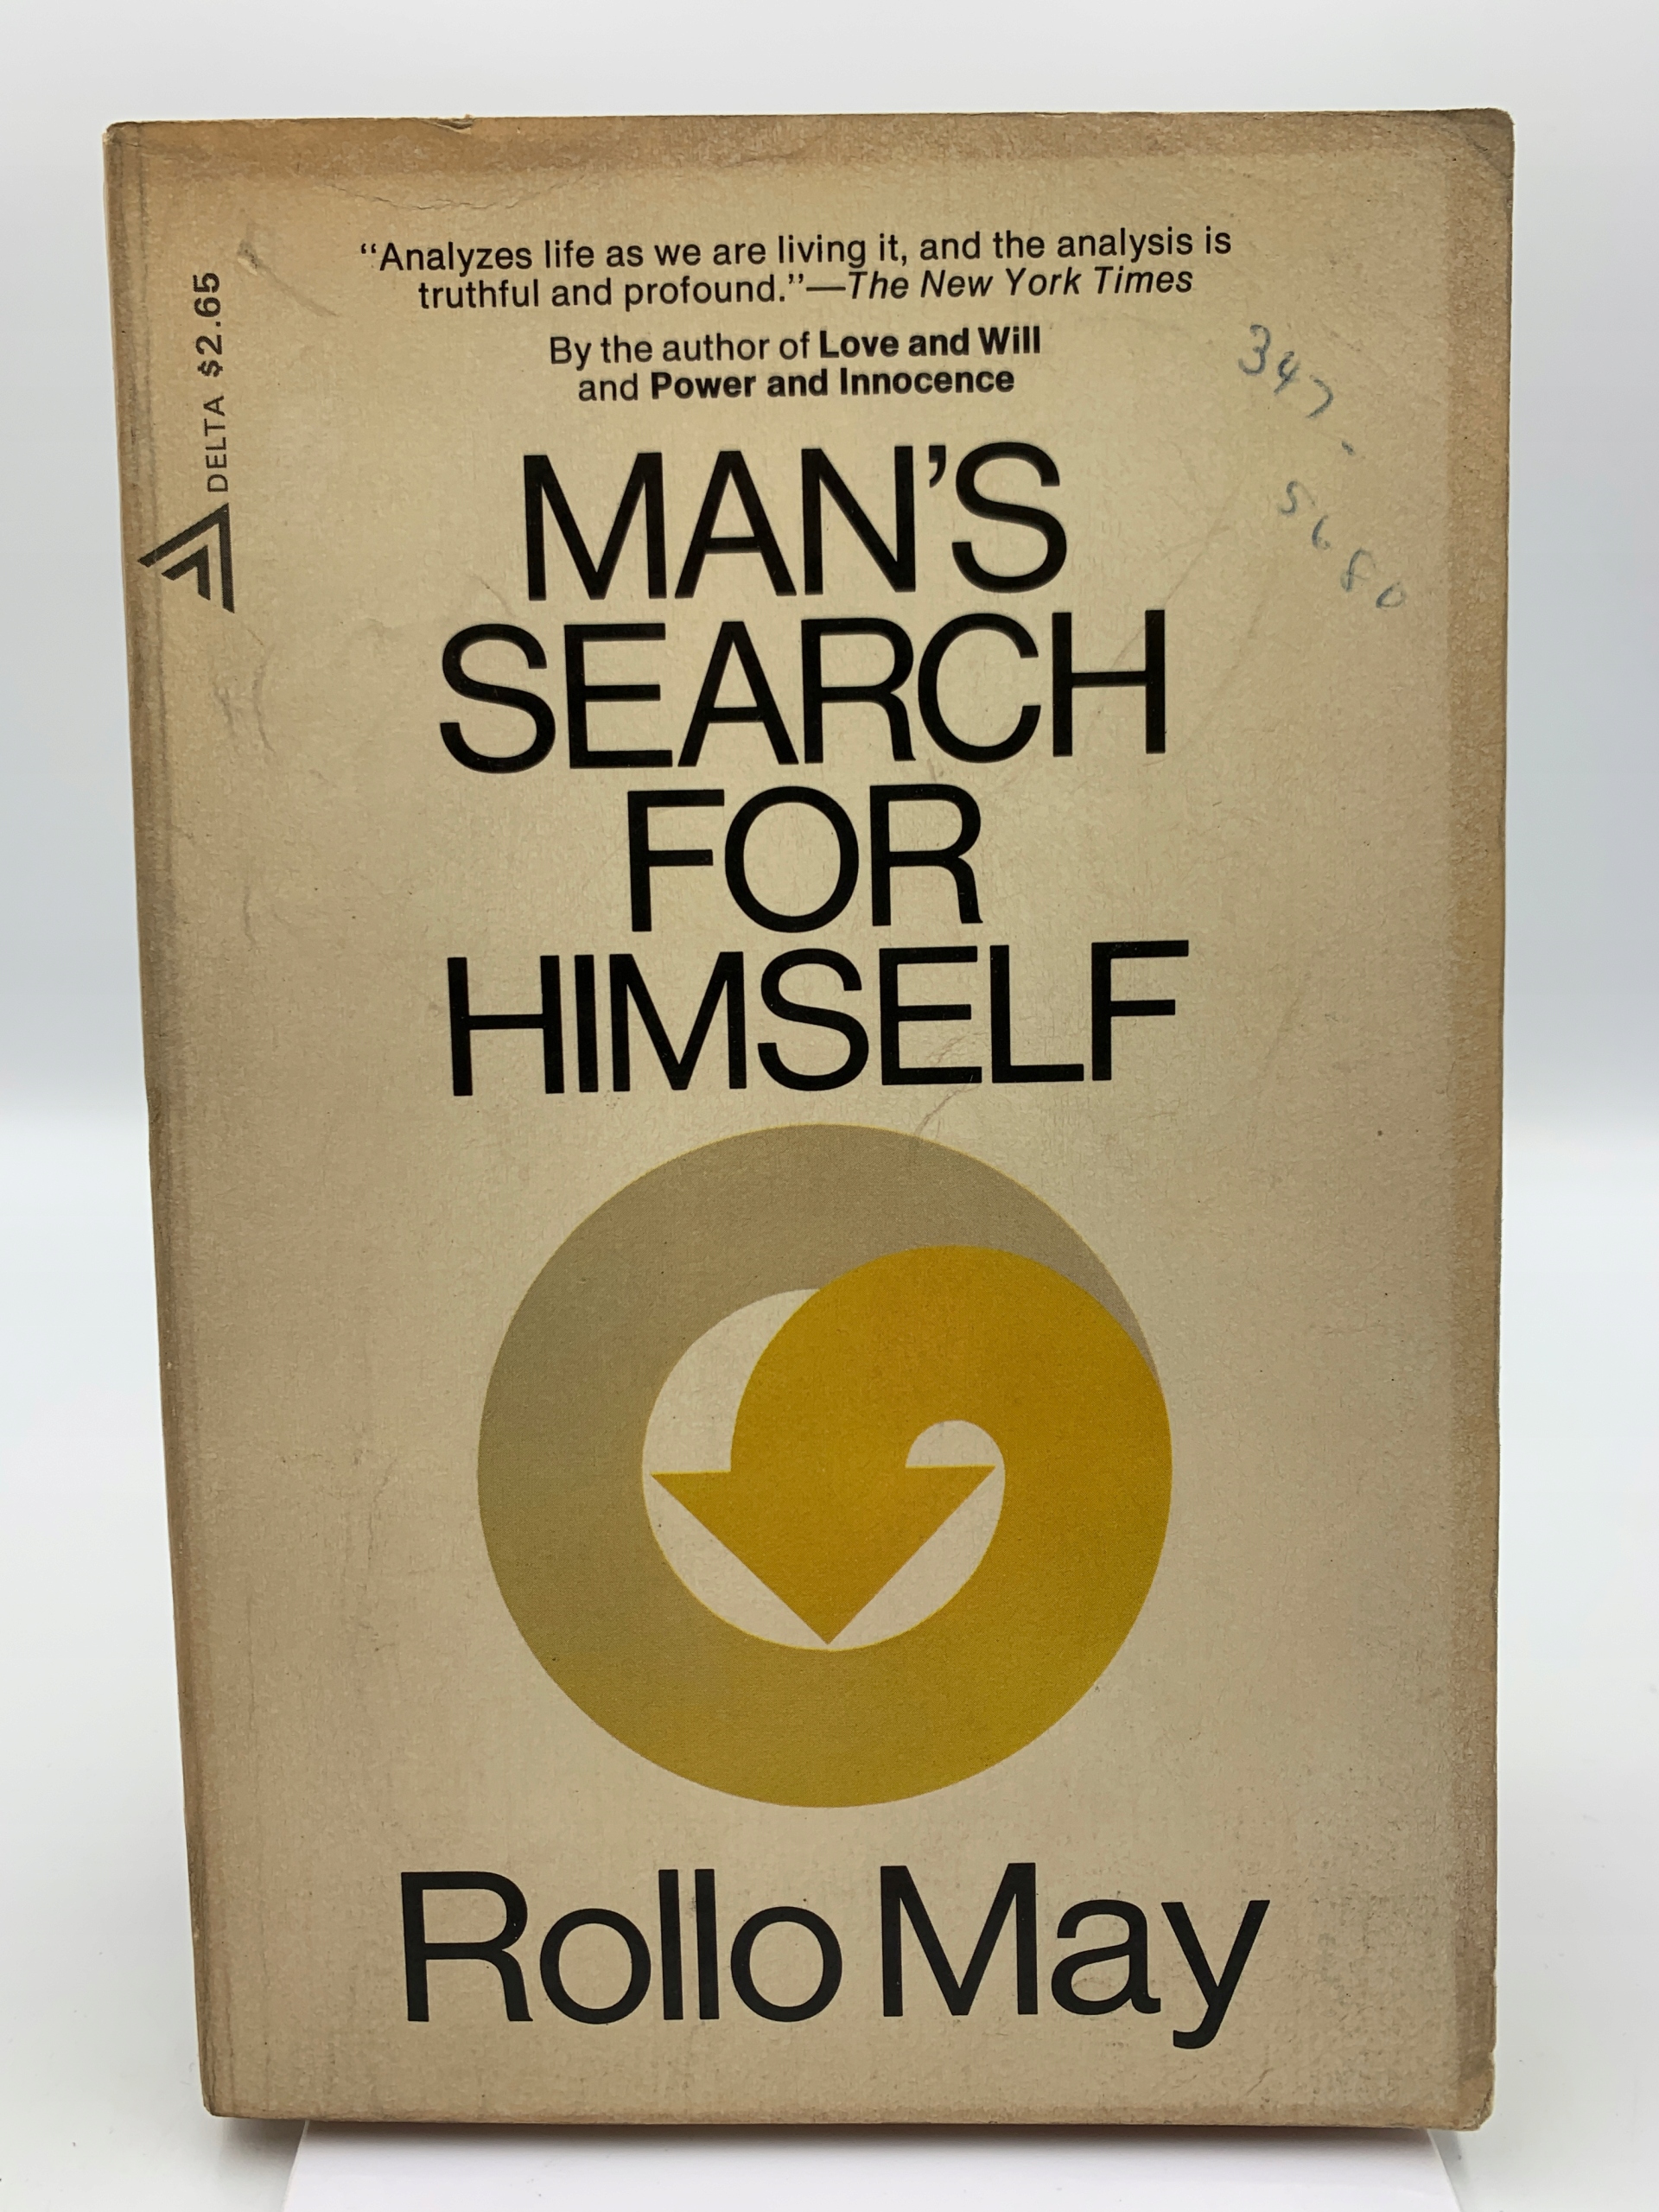 “Analyzes life as we are living it, and the analysis is
truthful and profound.”—The New York Times
By the author of Love and Will
and Power and Innocence
DELTA $2.65
347-
5680
MAN’S
SEARCH
FOR
HIMSELF
Rollo May